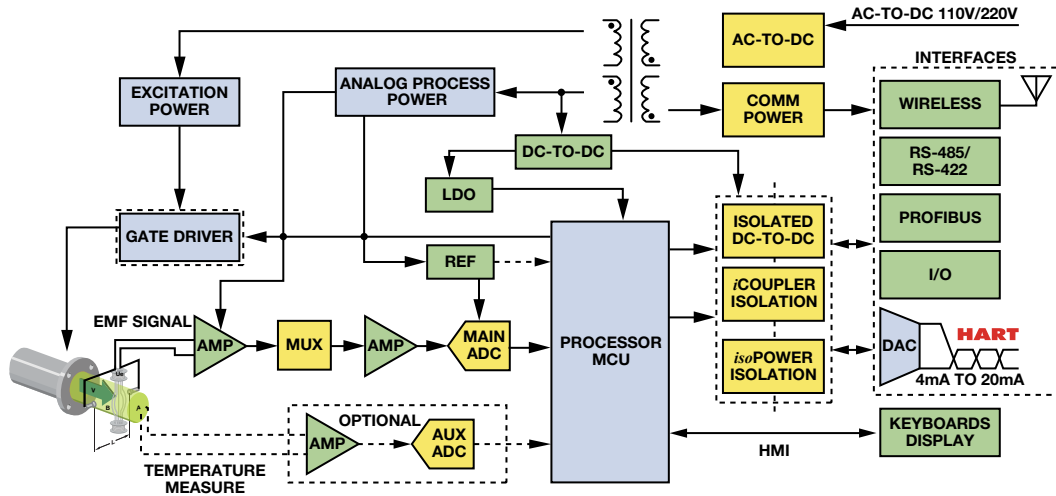 AC-TO-DC 110V/220V
AC-TO-DC
INTERFACES
EXCITATION
POWER
ANALOG PROCESS
POWER
COMM
POWER
WIRELESS
DC-TO-DC
RS-485/
RS-422
LDO
GATE DRIVER
ISOLATED
DC-TO-DC
PROFIBUS
REF
I/O
iCOUPLER
ISOLATION
EMF SIGNAL
AMP
MUX
AMP
MAIN
ADC
PROCESSOR
MCU
isoPOWER
ISOLATION
DAC
HART
4mA TO 20mA
Ue
V
B
A
L
OPTIONAL
AMP
AUX
ADC
TEMPERATURE
MEASURE
HMI
KEYBOARDS
DISPLAY